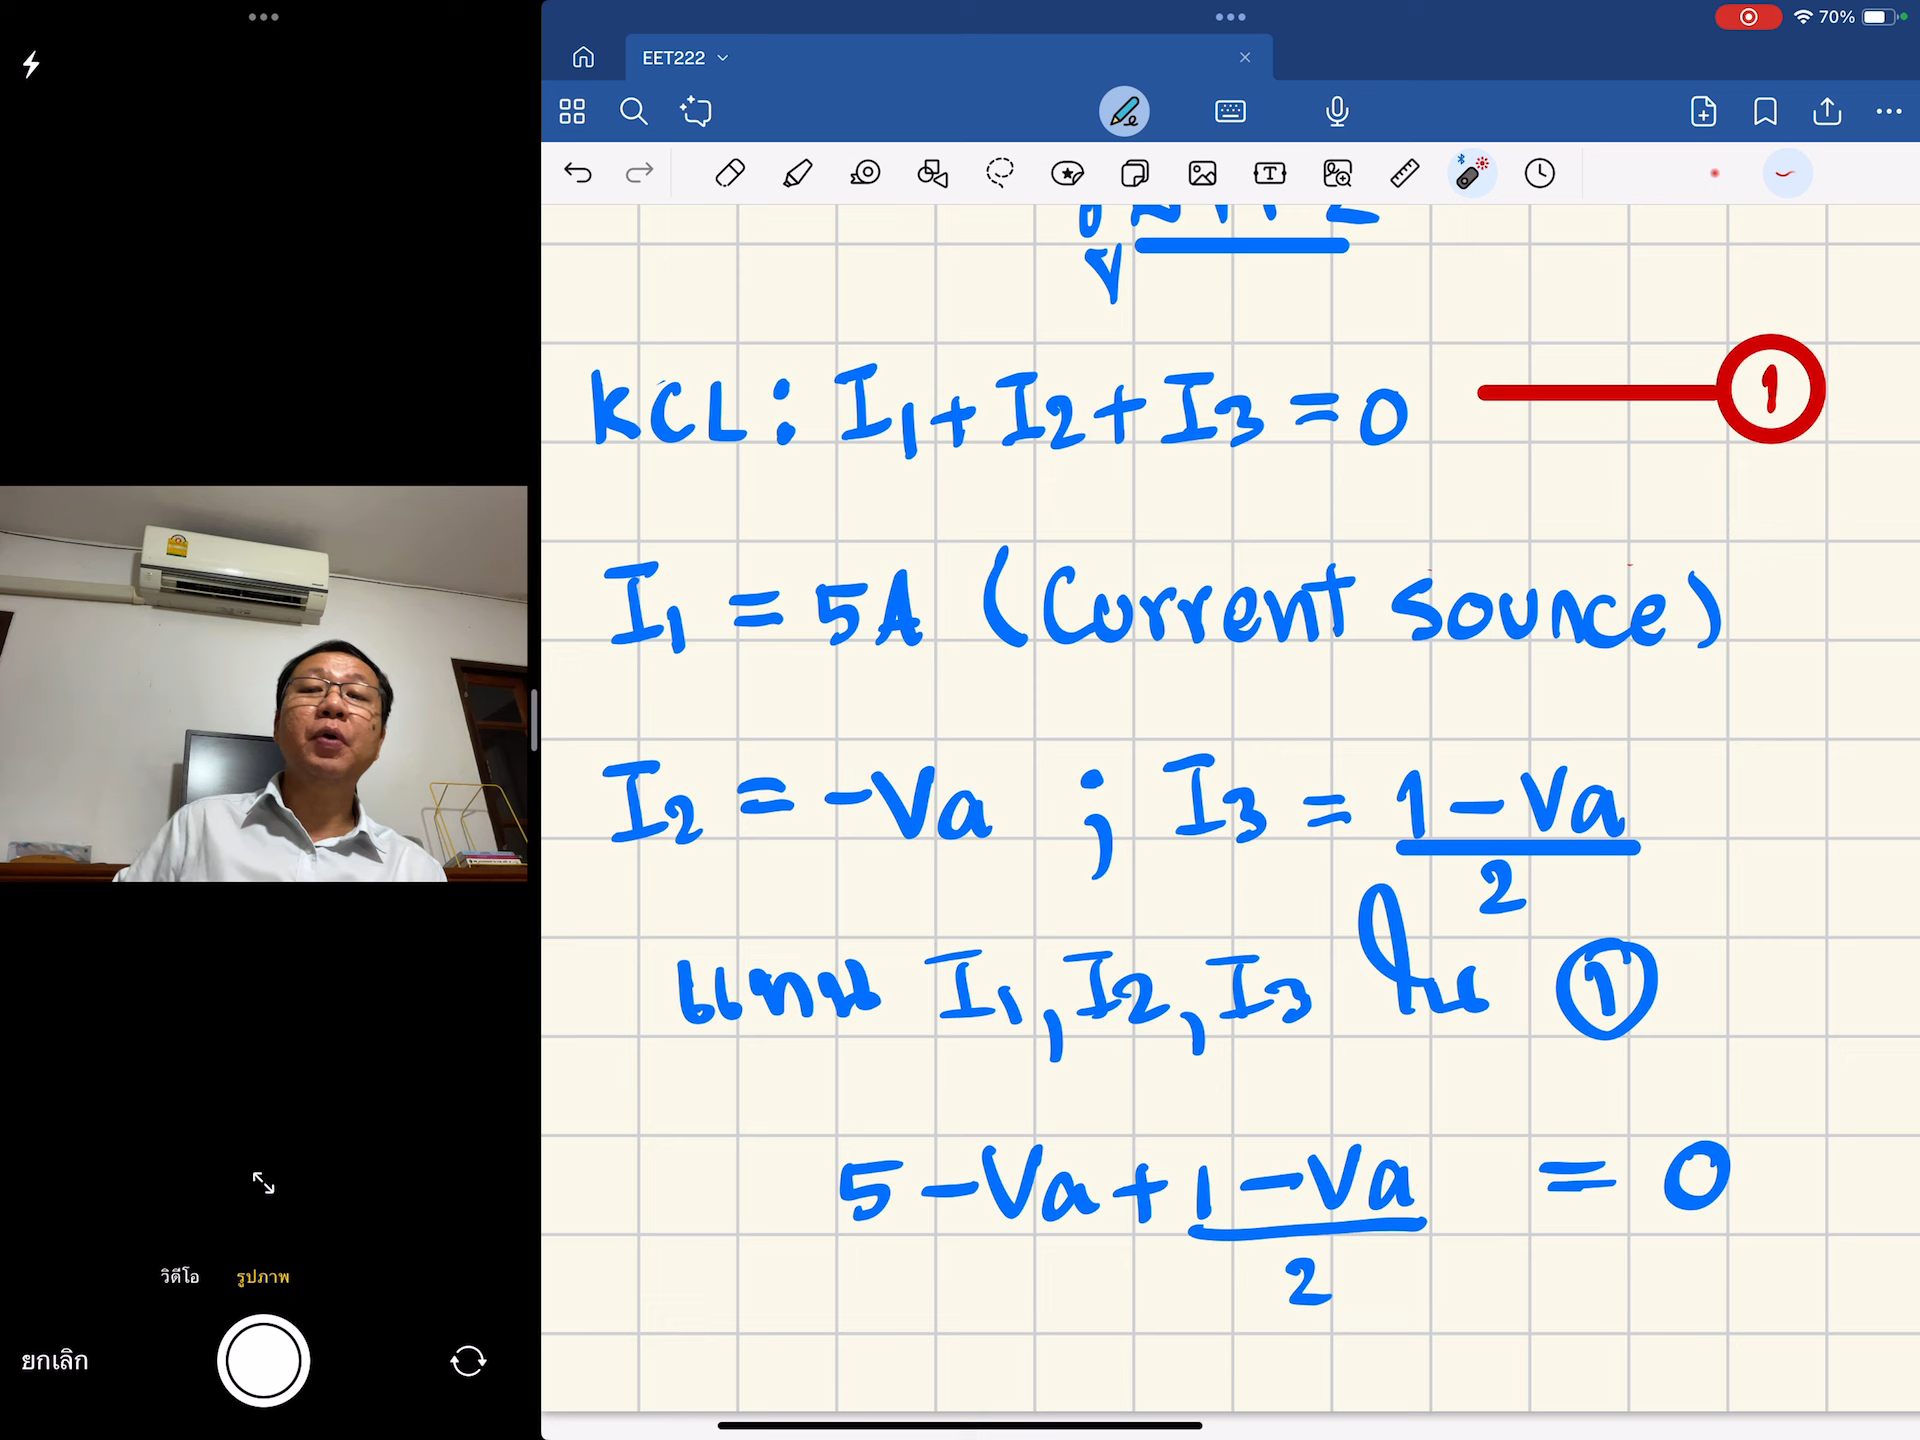 70%
EET222
KCL: I1+I2+I3=0
1
I1 = 5A (Current source)
I2 = -Va ; I3 = 1-Va
2
แทน I1, I2, I3 ใน 1
5-Va+1-Va = 0
2
วิดีโอ รูปภาพ
ยกเลิก